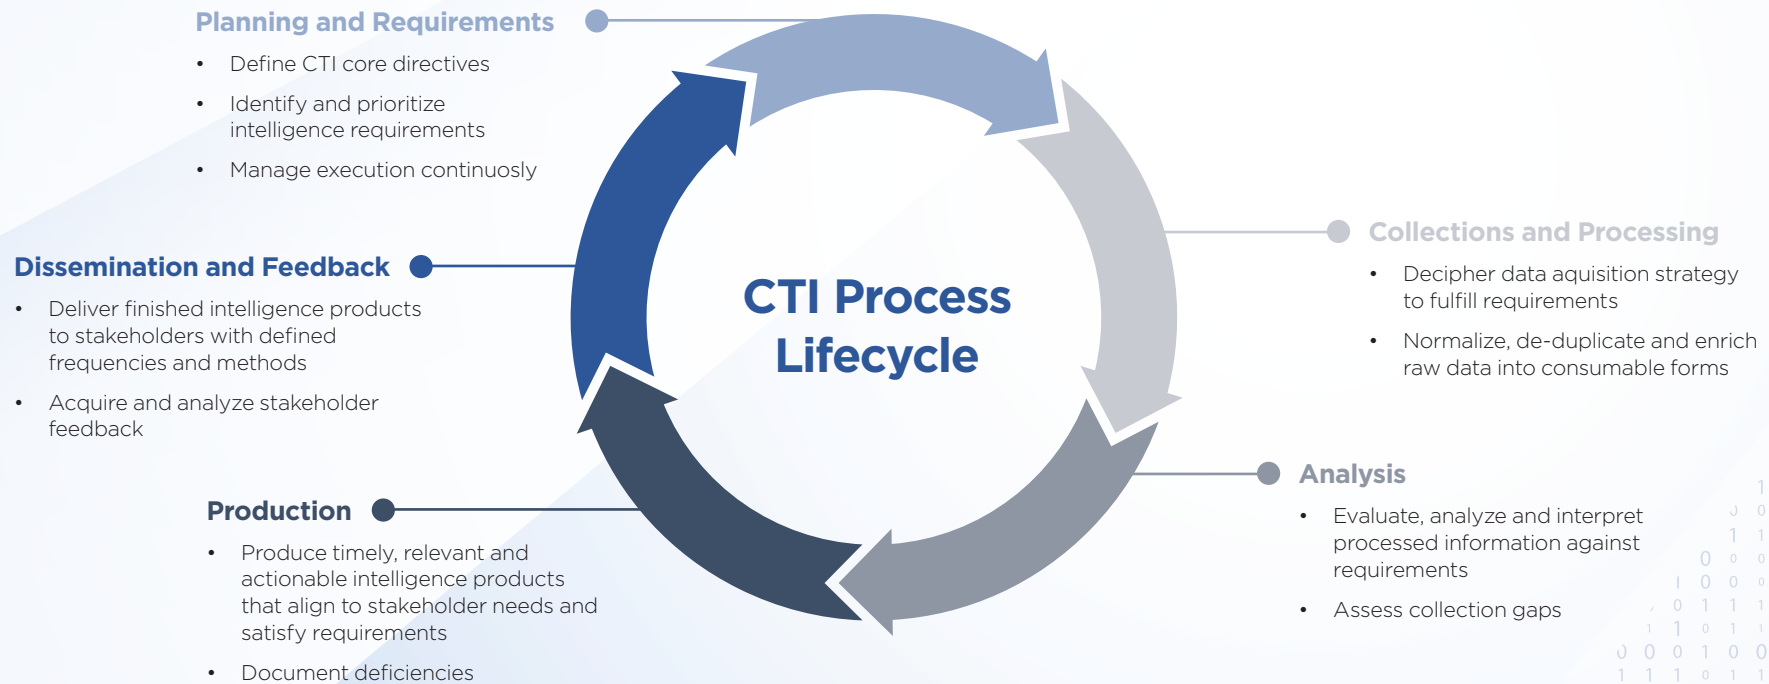 Planning and Requirements
• Define CTI core directives
• Identify and prioritize
intelligence requirements
• Manage execution continuosly
Collections and Processing
• Decipher data aquisition strategy
to fulfill requirements
• Normalize, de-duplicate and enrich
raw data into consumable forms
Analysis
• Evaluate, analyze and interpret
processed information against
requirements
• Assess collection gaps
Production
• Produce timely, relevant and
actionable intelligence products
that align to stakeholder needs and
satisfy requirements
• Document deficiencies
Dissemination and Feedback
• Deliver finished intelligence products
to stakeholders with defined
frequencies and methods
• Acquire and analyze stakeholder
feedback
CTI Process
Lifecycle